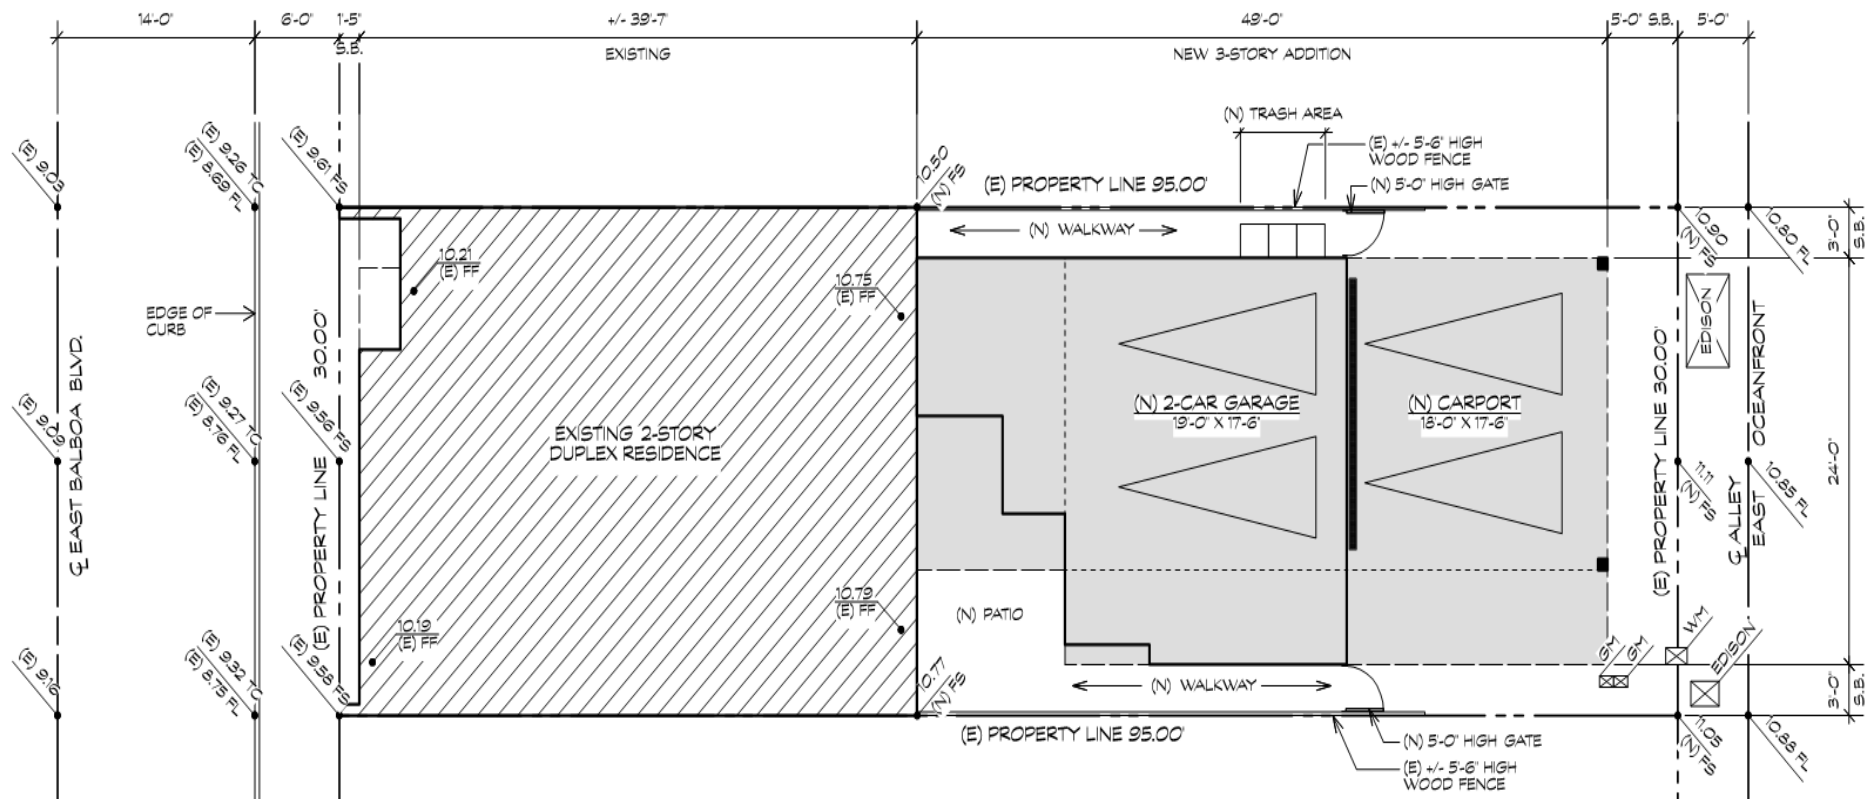 14'-0"
6'-0"
1'-5"
S.B.
+/- 39'-7"
EXISTING
49'-0"
NEW 3-STORY ADDITION
5'-0" S.B.
5'-0"
(E) 9.03
(E) 9.26 TC
(E) 8.69 FL
(E) 9.61 FS
10.50
(N) FS
(E) PROPERTY LINE 95.00'
(N) TRASH AREA
(E) +/- 5'-6" HIGH
WOOD FENCE
(N) 5'-0" HIGH GATE
(N) WALKWAY
10.90
(N) FS
10.80 FL
3'-0"
S.B.
10.21
(E) FF
10.75
(E) FF
EDGE OF
CURB
(E) PROPERTY LINE 30.00'
EDISON
℄ EAST BALBOA BLVD.
(E) 9.09
(E) 9.27 TC
(E) 8.76 FL
(E) 9.56 FS
EXISTING 2-STORY
DUPLEX RESIDENCE
(N) 2-CAR GARAGE
19'-0" X 17'-6"
(N) CARPORT
18'-0" X 17'-6"
(E) PROPERTY LINE 30.00'
11.11
(N) FS
℄ ALLEY
EAST OCEANFRONT
10.85 FL
24'-0"
10.79
(E) FF
(N) PATIO
10.19
(E) FF
(E) 9.16
(E) 9.32 TC
(E) 8.75 FL
(E) 9.58 FS
10.77
(N) FS
(N) WALKWAY
GM
GM
WM
EDISON
3'-0"
S.B.
(E) PROPERTY LINE 95.00'
(N) 5'-0" HIGH GATE
(E) +/- 5'-6" HIGH
WOOD FENCE
11.05
(N) FS
10.88 FL